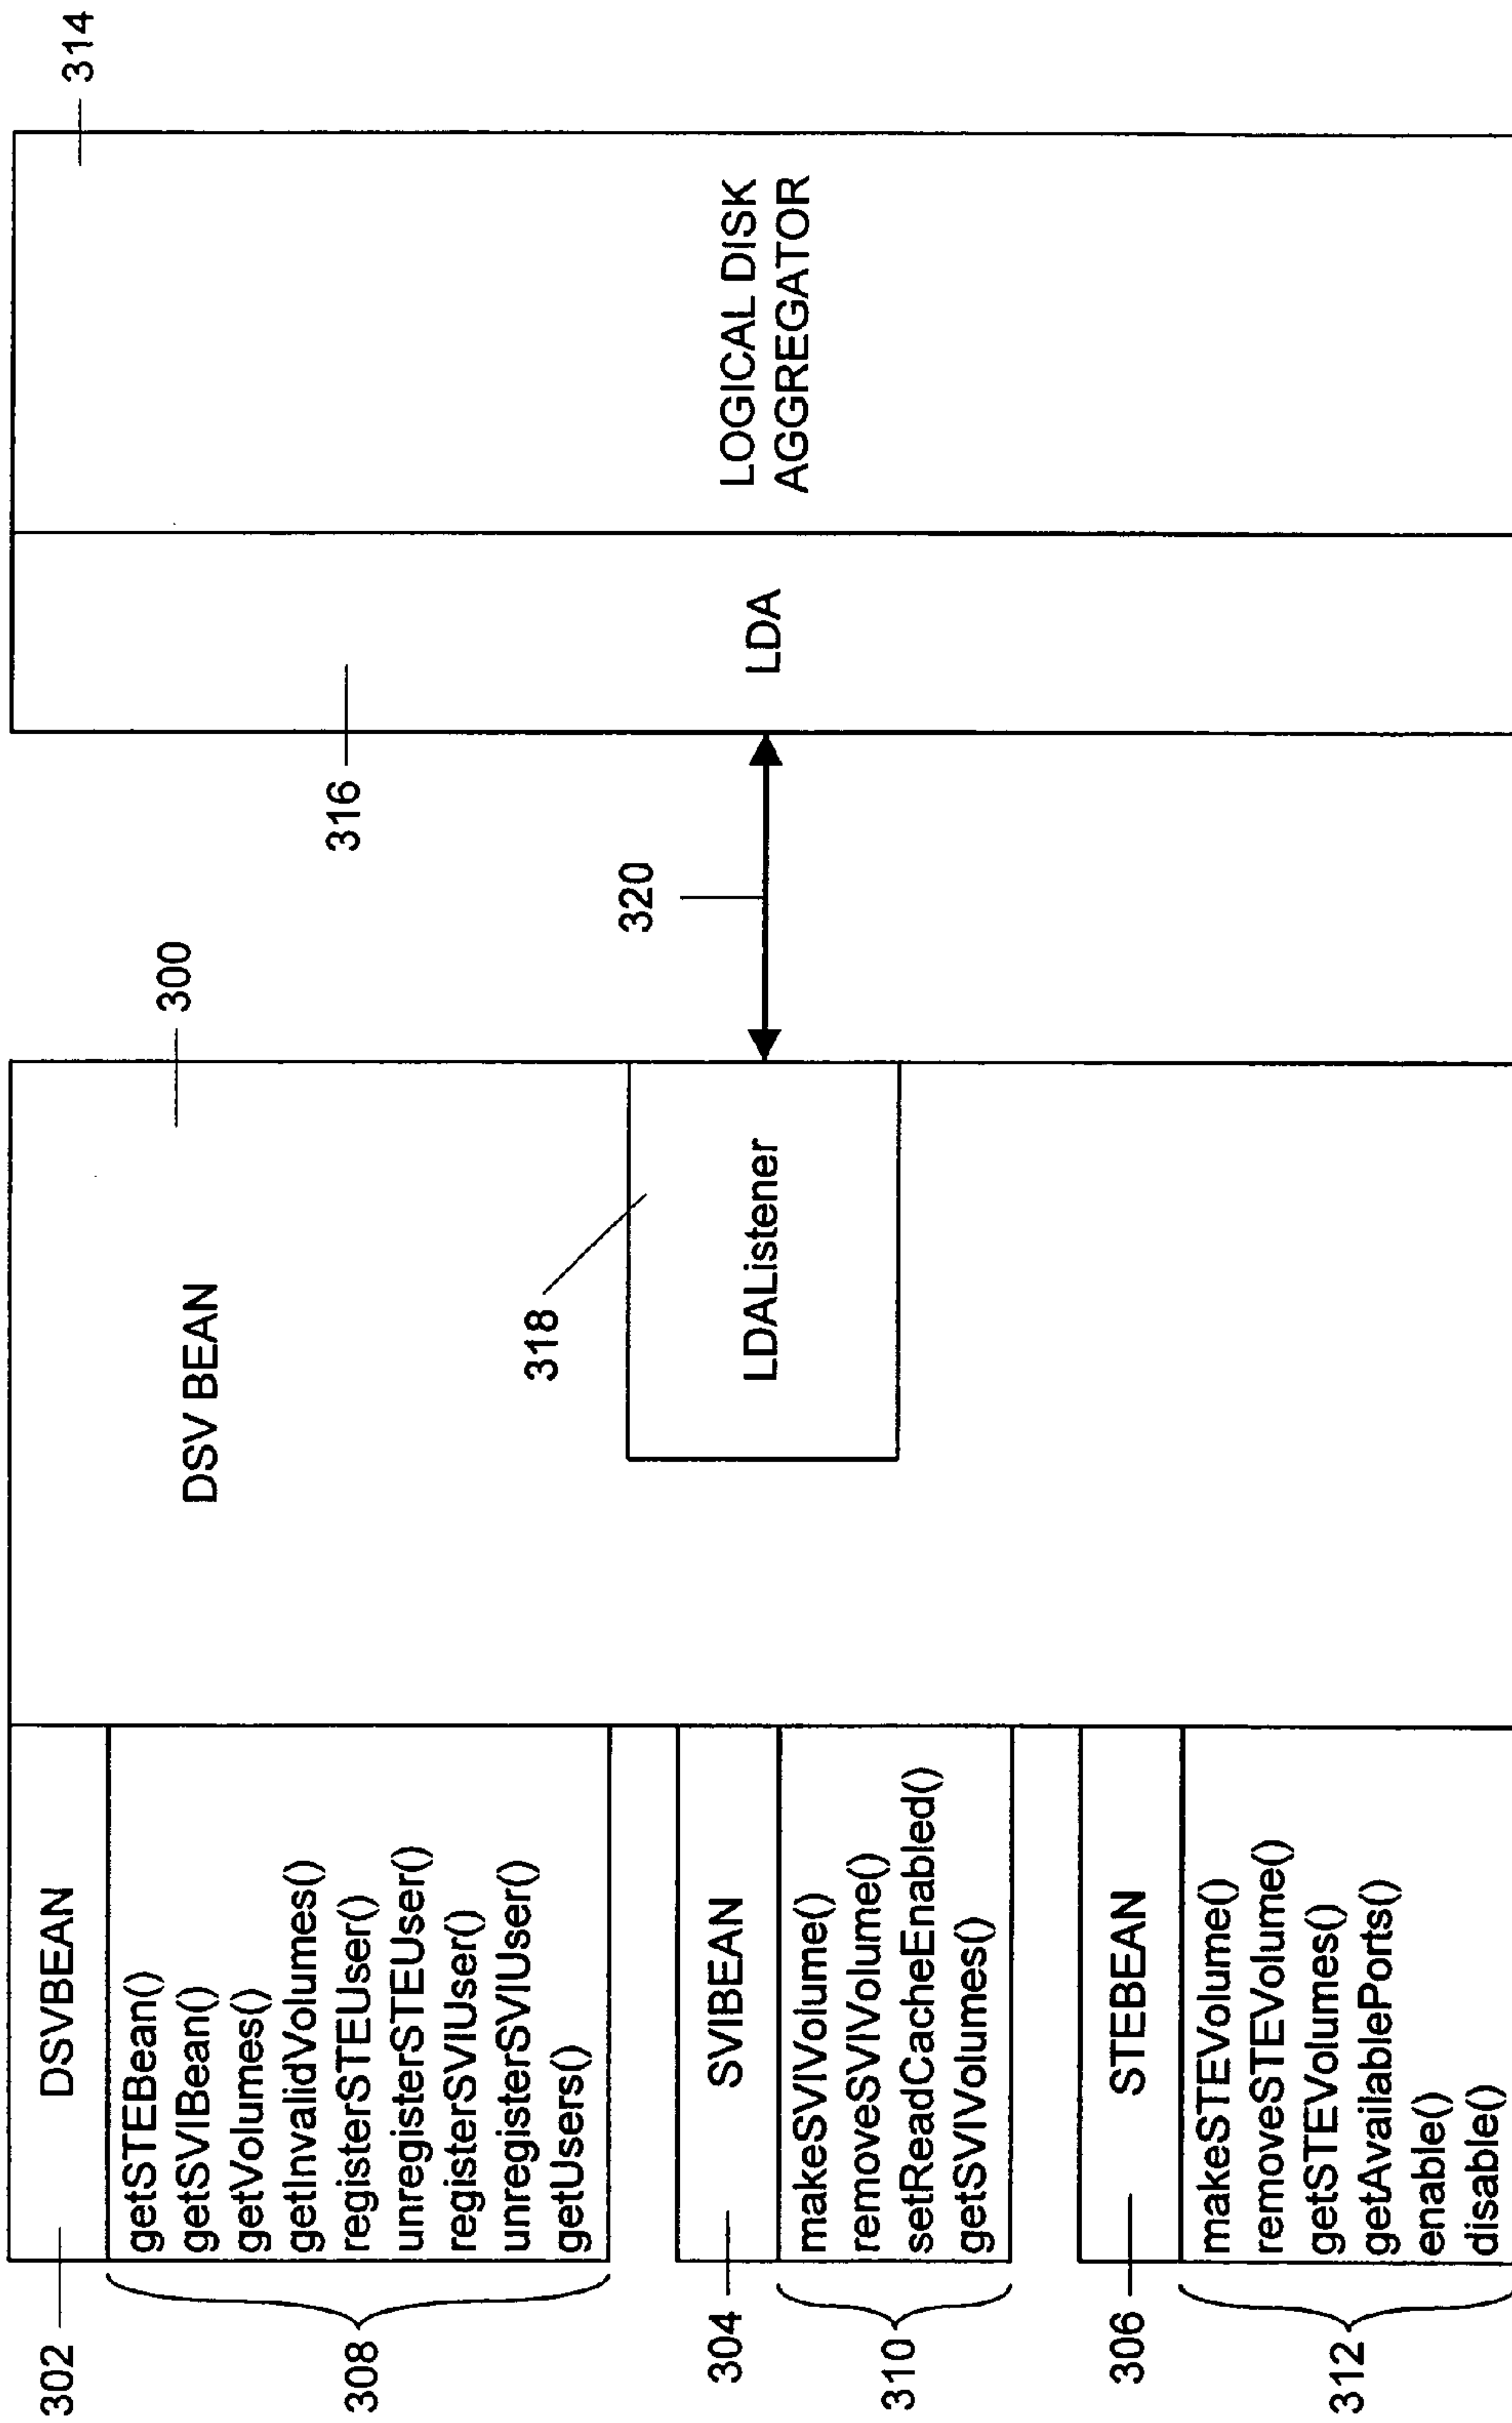 302
DSVBEAN
308
getSTEBean()
getSVIBean()
getVolumes()
getInvalidVolumes()
registerSTEUser()
unregisterSTEUser()
registerSVIUser()
unregisterSVIUser()
getUsers()
304
SVIBEAN
310
makeSVIVolume()
removeSVIVolume()
setReadCacheEnabled()
getSVIVolumes()
306
STEBEAN
312
makeSTEVolume()
removeSTEVolume()
getSTEVolumes()
getAvailablePorts()
enable()
disable()
DSV BEAN
300
318
LDAListener
320
316
LDA
LOGICAL DISK
AGGREGATOR
314